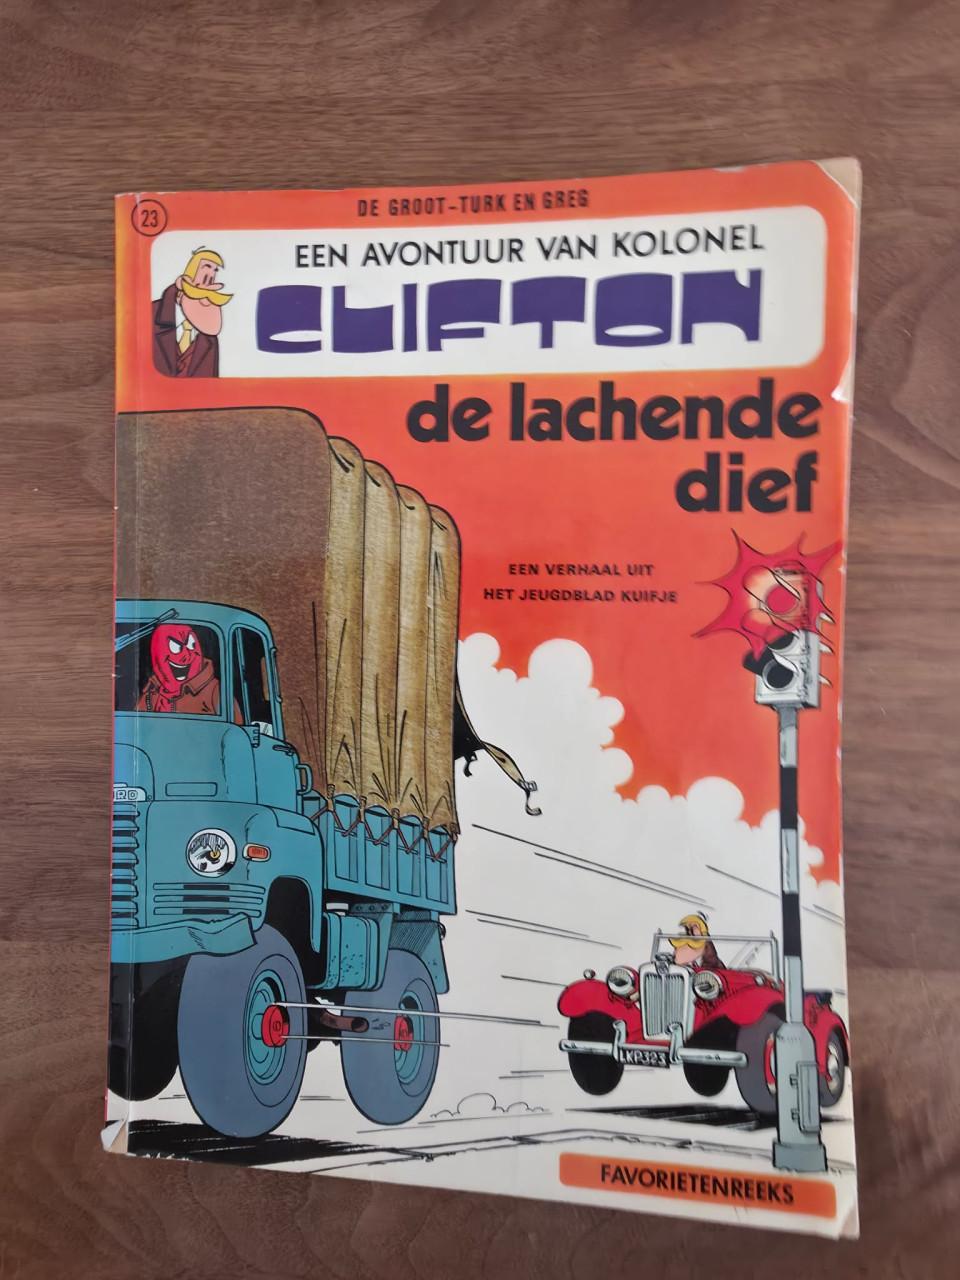 DE GROOT-TURK EN GREG
23
EEN AVONTUUR VAN KOLONEL
CLIFTON
de lachende
dief
EEN VERHAAL UIT
HET JEUGDBLAD KUIFJE
RD
LKP323
FAVORIETENREEKS